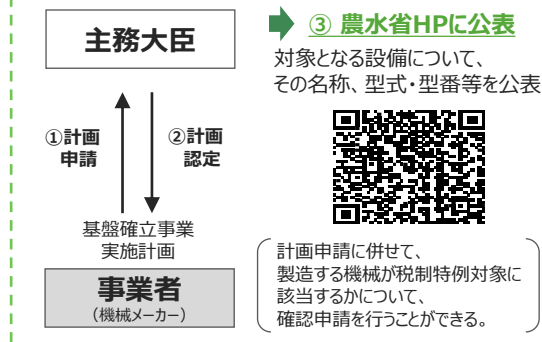 主務大臣
③ 農水省HPに公表
対象となる設備について、
その名称、型式・型番等を公表
①計画
申請
②計画
認定
基盤確立事業
実施計画
事業者
（機械メーカー）
計画申請に併せて、
製造する機械が税制特例対象に
該当するかについて、
確認申請を行うことができる。